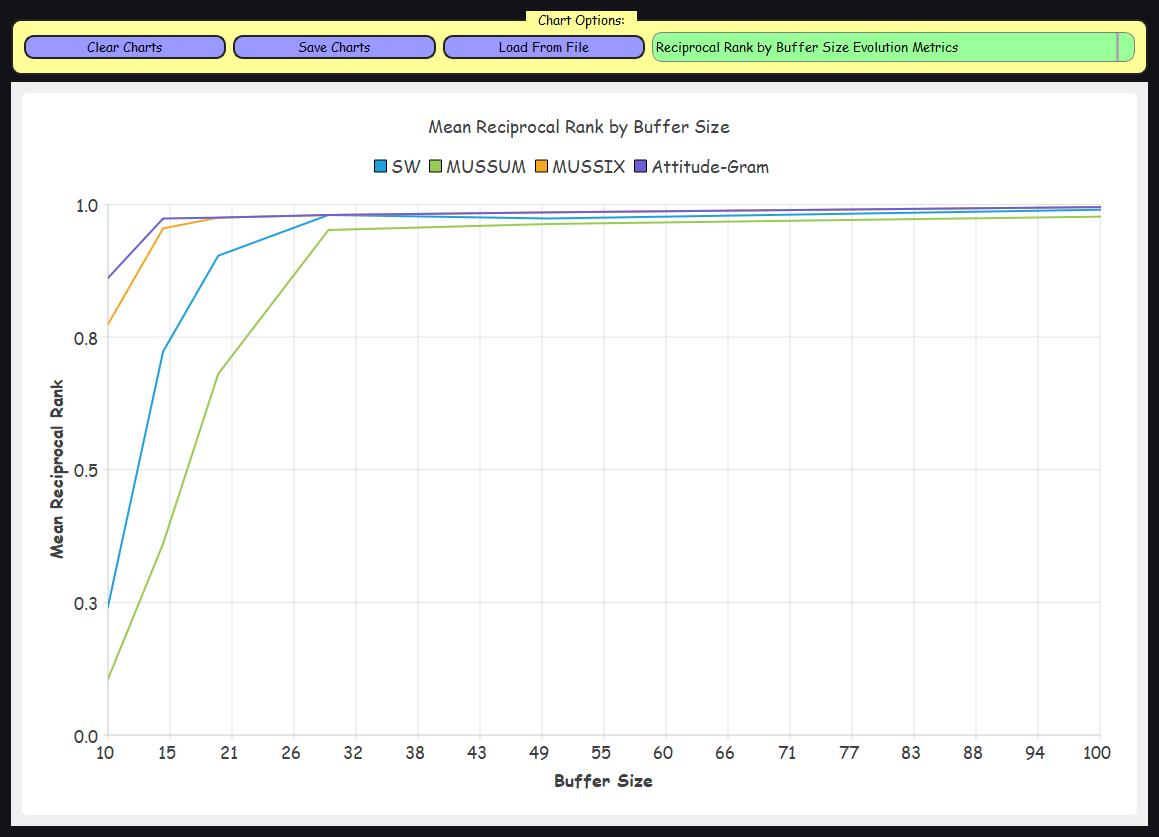 Chart Options:
Clear Charts
Save Charts
Load From File
Reciprocal Rank by Buffer Size Evolution Metrics
Mean Reciprocal Rank by Buffer Size
SW MUSSUM MUSSIX Attitude-Gram
1.0
0.8
0.5
0.3
0.0
Mean Reciprocal Rank
10 15 21 26 32 38 43 49 55 60 66 71 77 83 88 94 100
Buffer Size